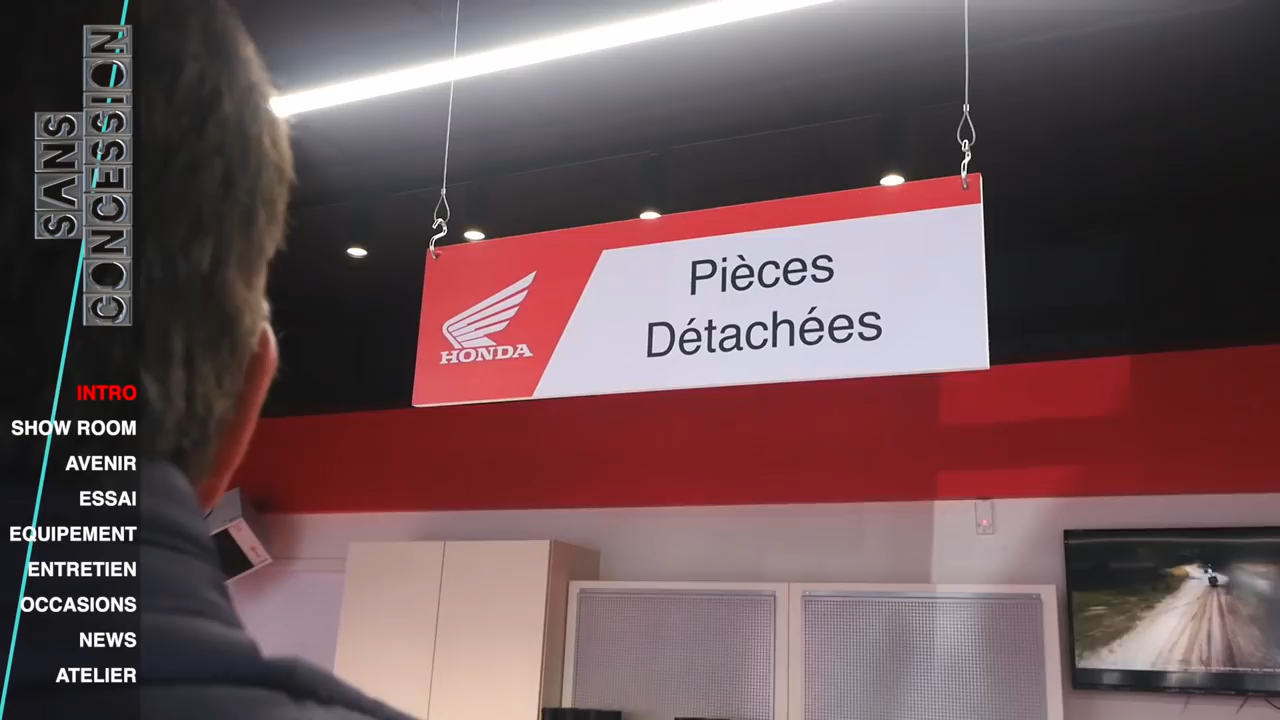 SANS
CONCESSION
INTRO
SHOW ROOM
AVENIR
ESSAI
EQUIPEMENT
ENTRETIEN
OCCASIONS
NEWS
ATELIER
Pièces
Détachées
HONDA